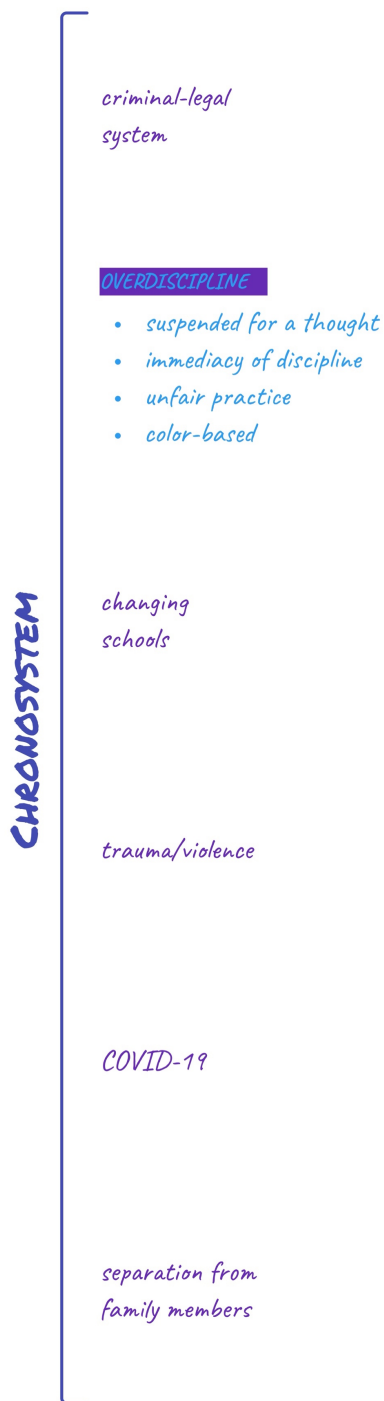 criminal-legal
system
OVERDISCIPLINE
• suspended for a thought
• immediacy of discipline
• unfair practice
• color-based
CHRONOSYSTEM
changing
schools
trauma/violence
COVID-19
separation from
family members